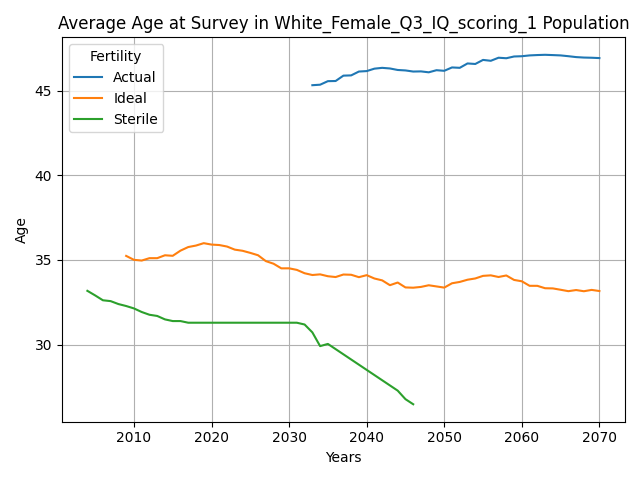 Average Age at Survey in White_Female_Q3_IQ_scoring_1 Population
Fertility
Actual
Ideal
Sterile
45
40
35
30
Age
2010 2020 2030 2040 2050 2060 2070
Years